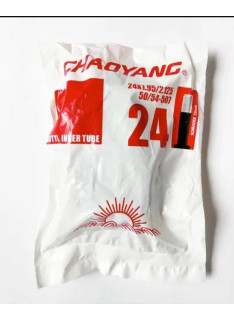 CHAOYANG®
24X1.95/2.125
50/54-507
24
INNER TUBE